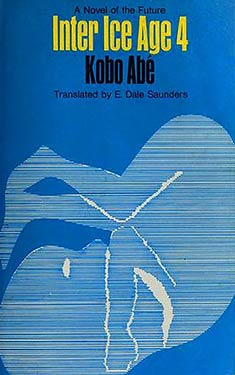 A Novel of the Future
Inter Ice Age 4
Kobo Abé
Translated by E. Dale Saunders